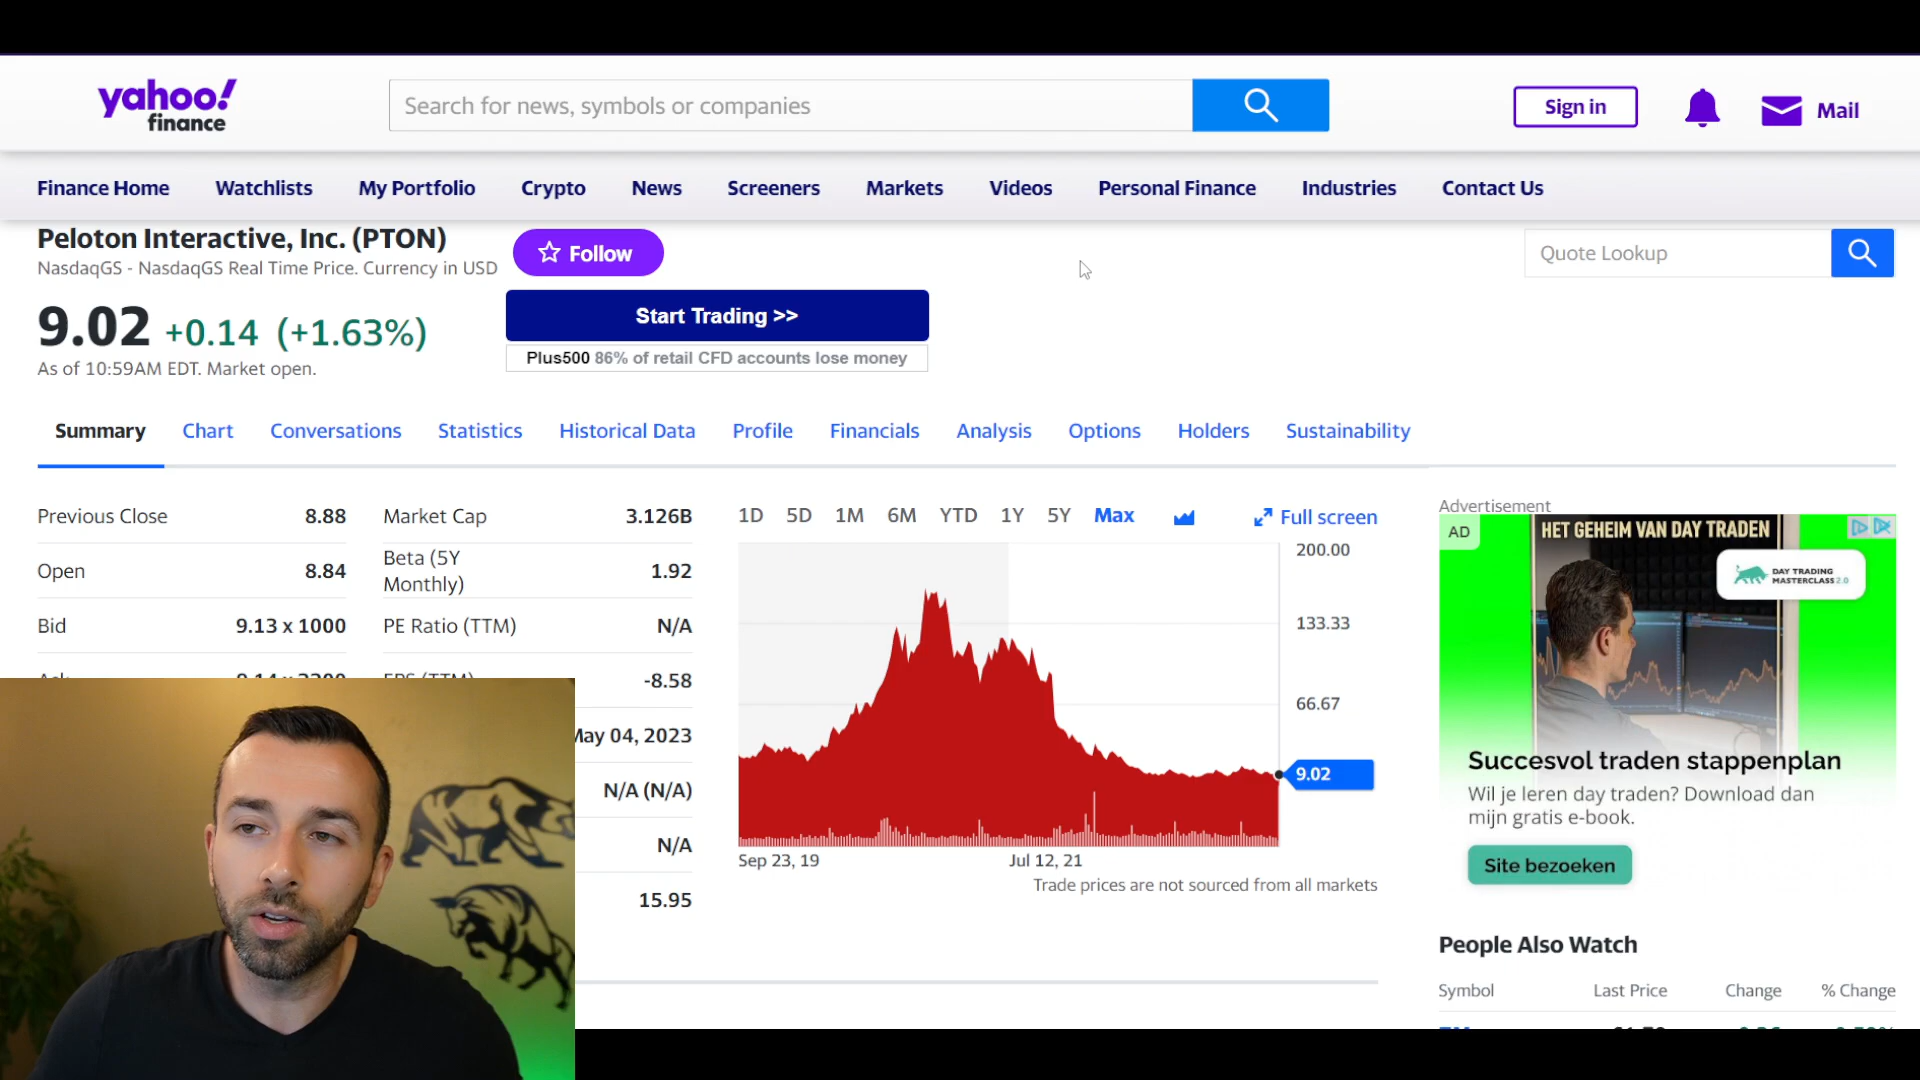 yahoo!
finance
Search for news, symbols or companies
Sign in
Mail
Finance Home
Watchlists
My Portfolio
Crypto
News
Screeners
Markets
Videos
Personal Finance
Industries
Contact Us
Peloton Interactive, Inc. (PTON)
NasdaqGS - NasdaqGS Real Time Price. Currency in USD
Follow
Quote Lookup
9.02 +0.14 (+1.63%)
As of 10:59AM EDT. Market open.
Start Trading >>
Plus500 86% of retail CFD accounts lose money
Summary
Chart
Conversations
Statistics
Historical Data
Profile
Financials
Analysis
Options
Holders
Sustainability
Previous Close 8.88
Open 8.84
Bid 9.13 x 1000
Market Cap 3.126B
Beta (5Y
Monthly) 1.92
PE Ratio (TTM) N/A
-8.58
May 04, 2023
N/A (N/A)
N/A
15.95
1D 5D 1M 6M YTD 1Y 5Y Max
Full screen
200.00
133.33
66.67
9.02
Sep 23, 19
Jul 12, 21
Trade prices are not sourced from all markets
Advertisement
AD
HET GEHEIM VAN DAY TRADEN
DAY TRADING
MASTERCLASS 2.0
Succesvol traden stappenplan
Wil je leren day traden? Download dan
mijn gratis e-book.
Site bezoeken
People Also Watch
Symbol Last Price Change % Change